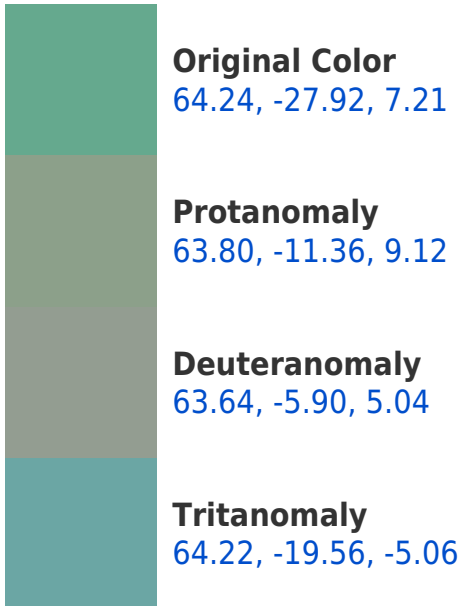 Original Color
64.24, -27.92, 7.21
Protanomaly
63.80, -11.36, 9.12
Deuteranomaly
63.64, -5.90, 5.04
Tritanomaly
64.22, -19.56, -5.06